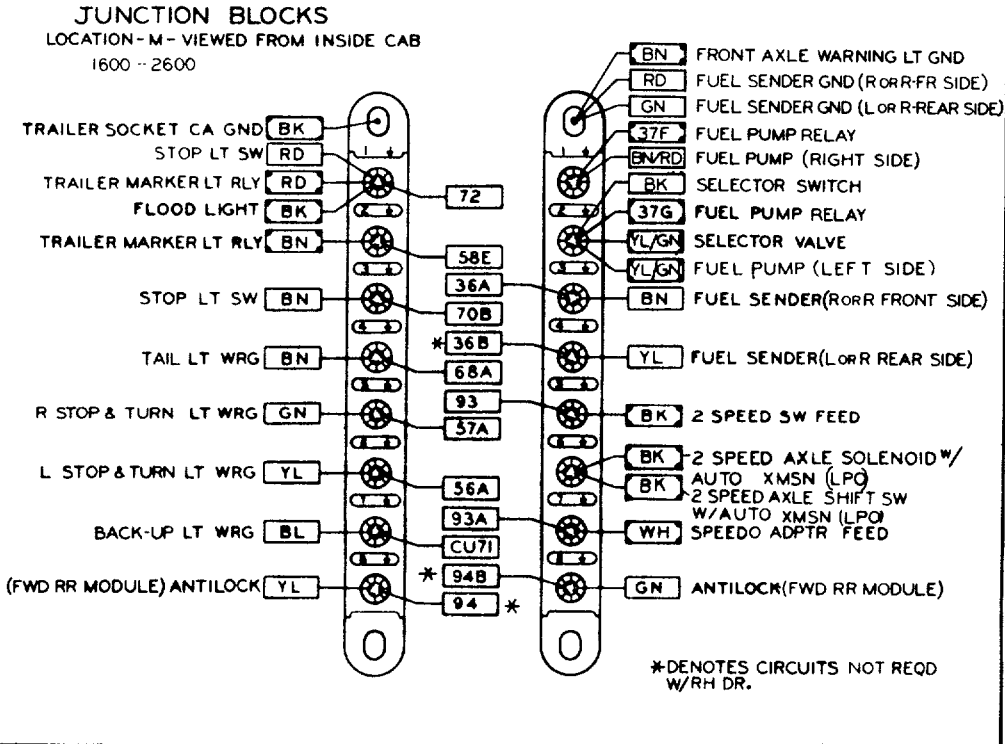 JUNCTION BLOCKS
LOCATION-M-VIEWED FROM INSIDE CAB
1600--2600
TRAILER SOCKET CA GND BK
STOP LT SW RD
TRAILER MARKER LT RLY RD
FLOOD LIGHT BK
TRAILER MARKER LT RLY BN
STOP LT SW BN
TAIL LT WRG BN
R STOP & TURN LT WRG GN
L STOP & TURN LT WRG YL
BACK-UP LT WRG BL
(FWD RR MODULE) ANTILOCK YL
72
58E
36A
70B
*36B
68A
93
57A
56A
93A
CU71
* 94B
94 *
BN FRONT AXLE WARNING LT GND
RD FUEL SENDER GND (R OR R-FR SIDE)
GN FUEL SENDER GND (L OR R-REAR SIDE)
37F FUEL PUMP RELAY
BN/RD FUEL PUMP (RIGHT SIDE)
BK SELECTOR SWITCH
37G FUEL PUMP RELAY
YL/GN SELECTOR VALVE
YL/GN FUEL PUMP (LEFT SIDE)
BN FUEL SENDER (R OR R FRONT SIDE)
YL FUEL SENDER (L OR R REAR SIDE)
BK 2 SPEED SW FEED
BK 2 SPEED AXLE SOLENOID W/
AUTO XMSN (LPO)
BK 2 SPEED AXLE SHIFT SW
W/AUTO XMSN (LPO)
WH SPEEDO ADPTR FEED
GN ANTILOCK (FWD RR MODULE)
*DENOTES CIRCUITS NOT REQD
W/RH DR.